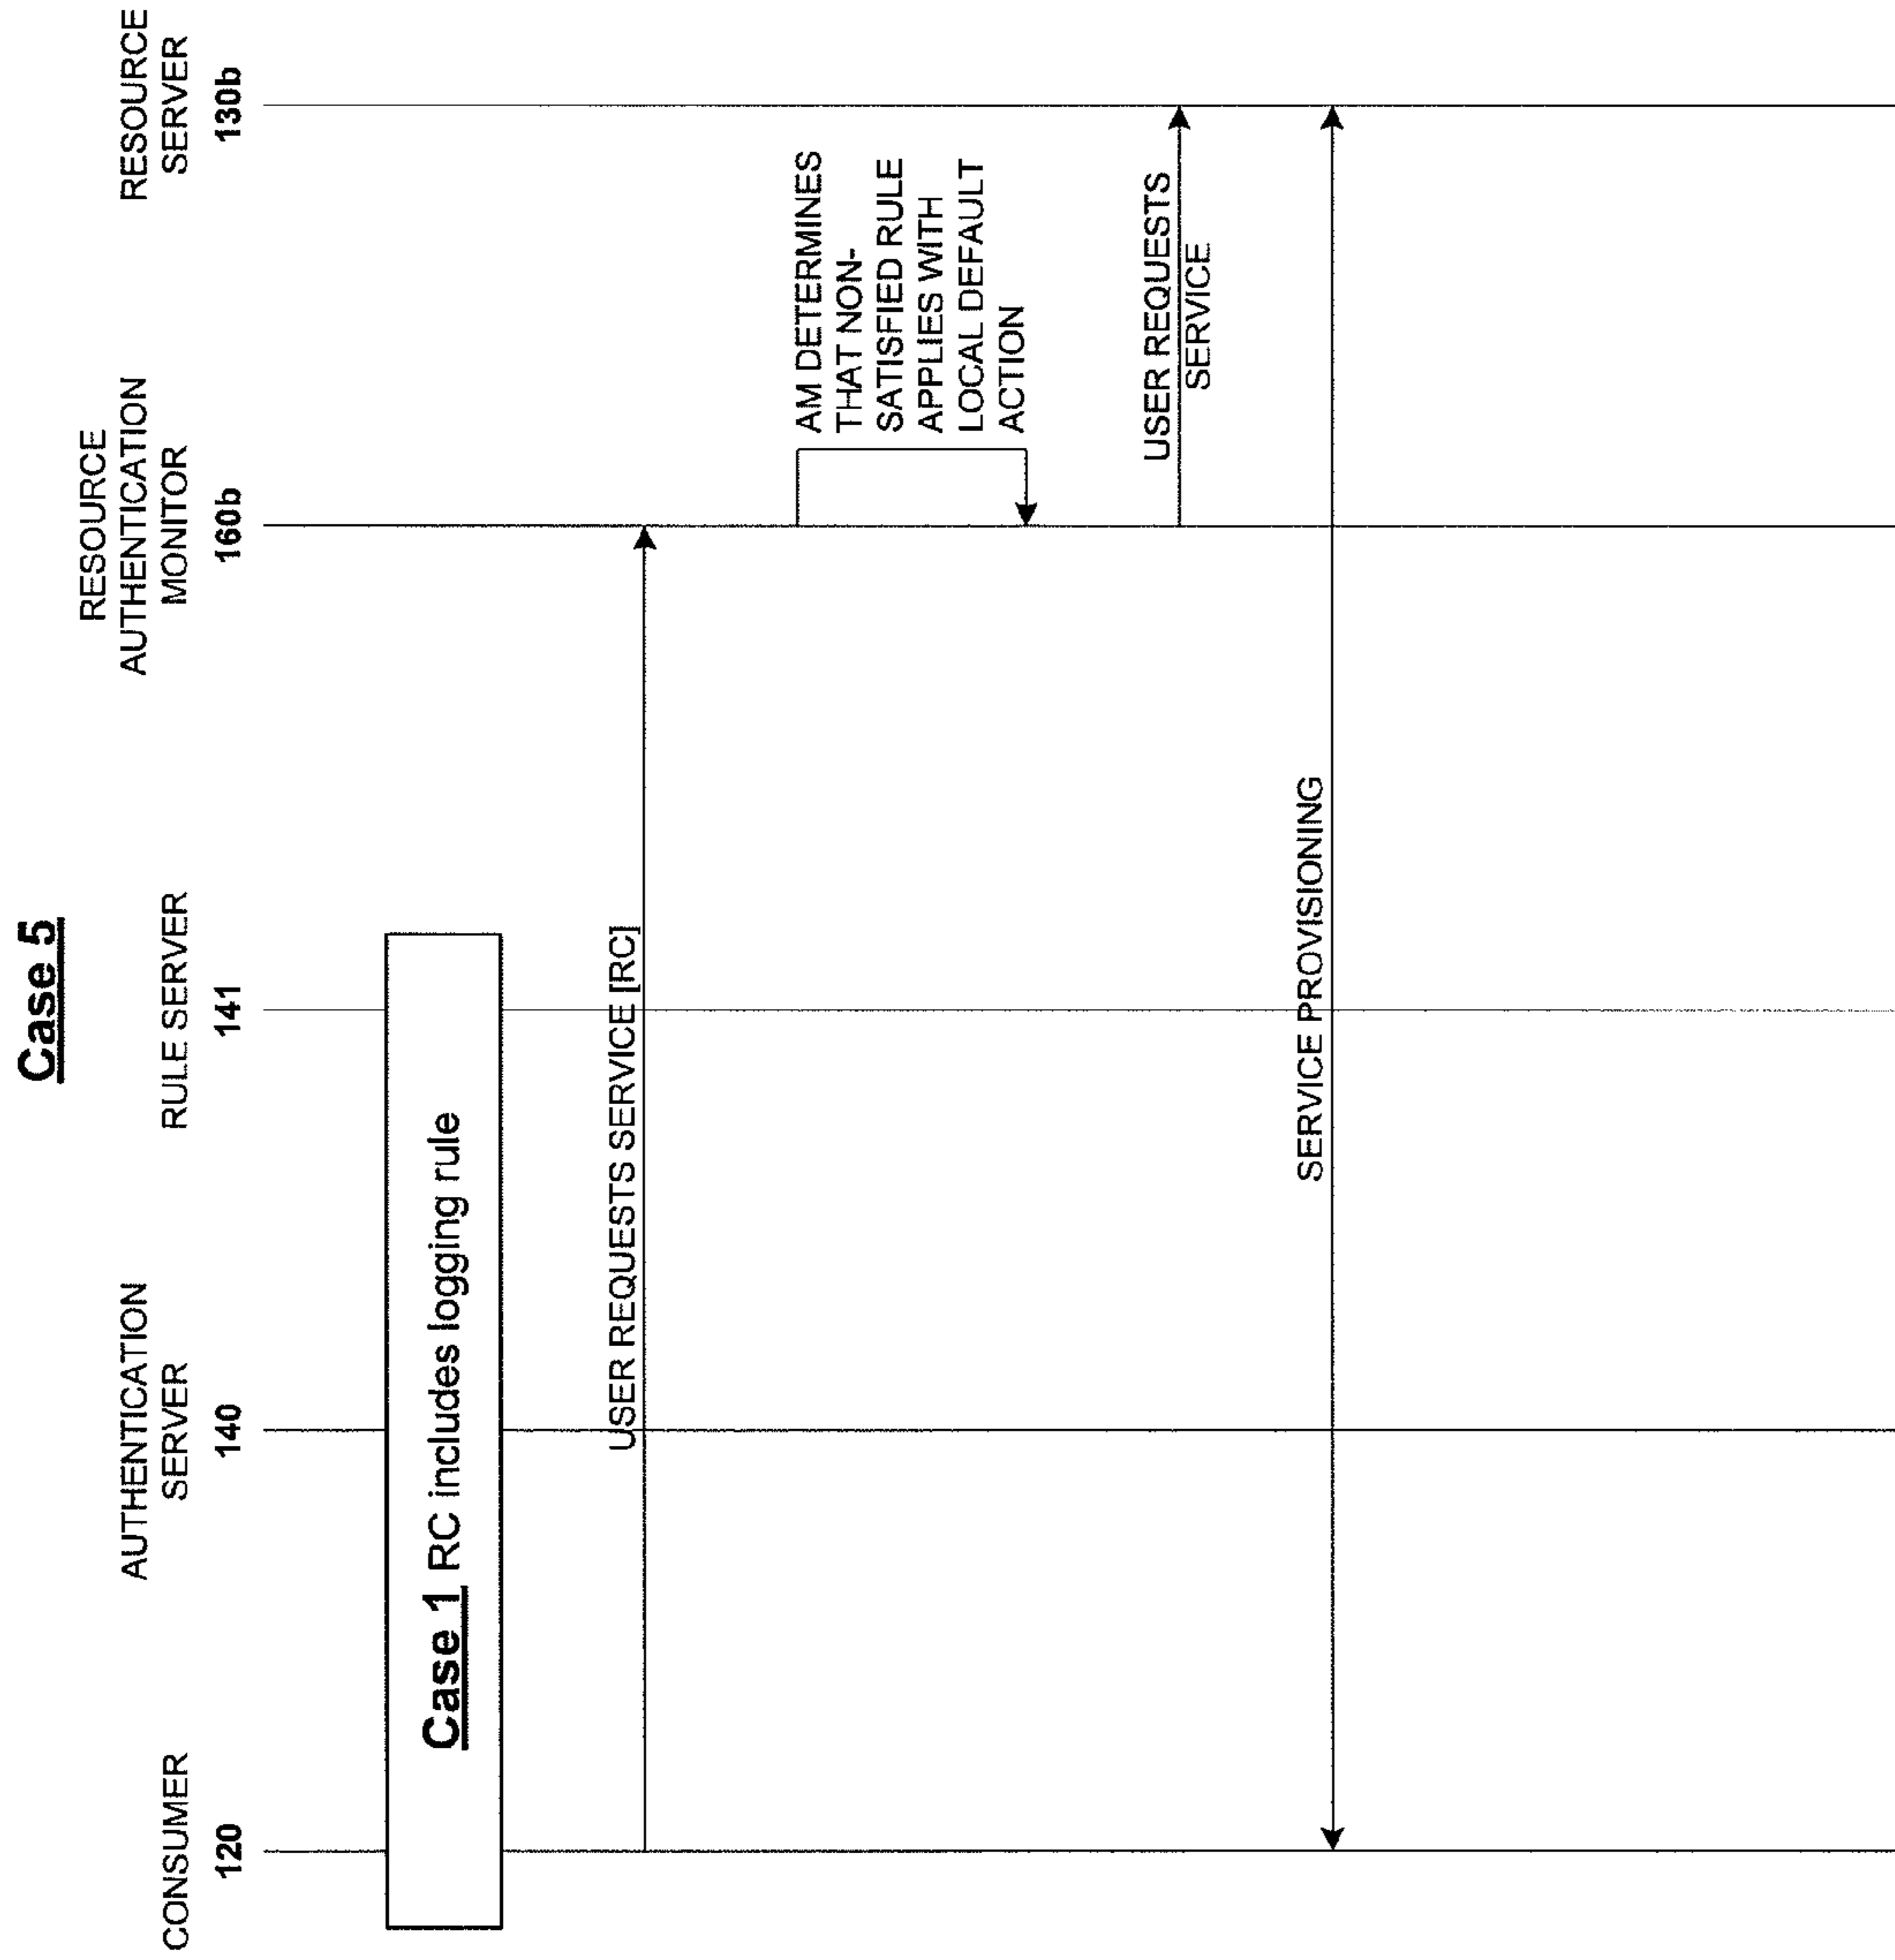 Case 5
CONSUMER
120
AUTHENTICATION
SERVER
140
RULE SERVER
141
RESOURCE
AUTHENTICATION
MONITOR
160b
RESOURCE
SERVER
130b
Case 1 RC includes logging rule
USER REQUESTS SERVICE [RC]
AM DETERMINES
THAT NON-
SATISFIED RULE
APPLIES WITH
LOCAL DEFAULT
ACTION
USER REQUESTS
SERVICE
SERVICE PROVISIONING